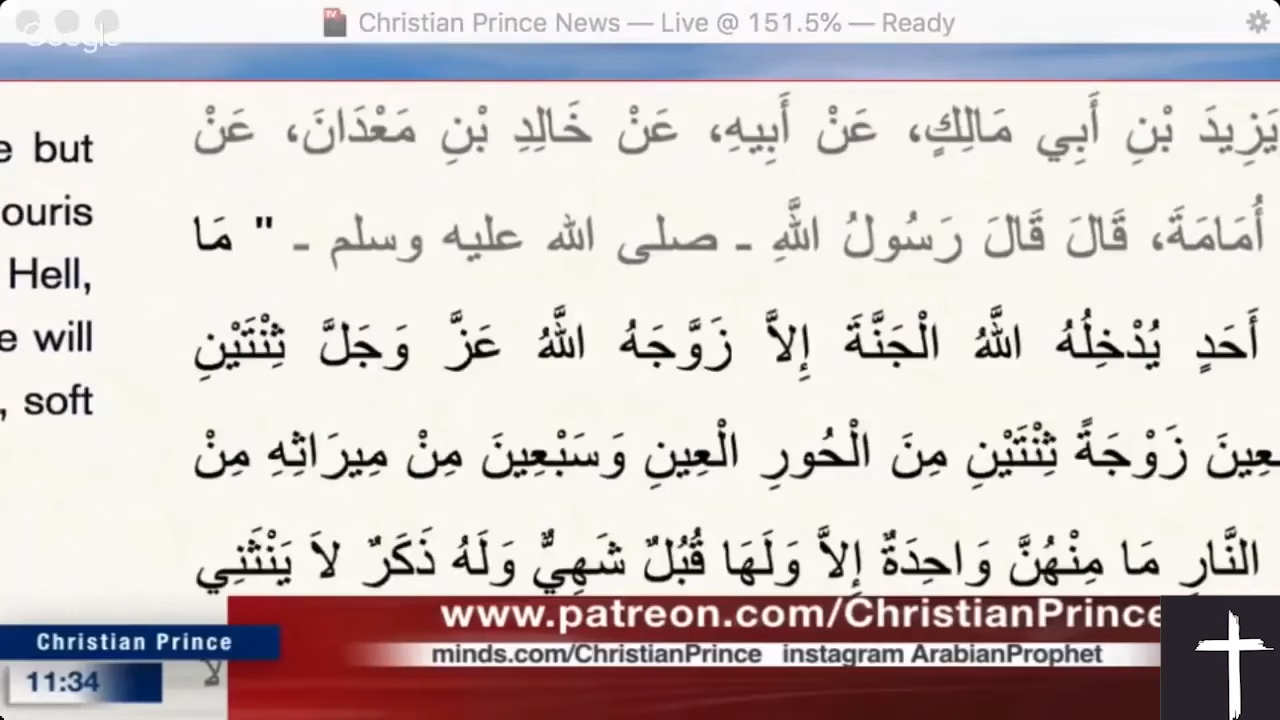 Christian Prince News — Live @ 151.5% — Ready
Google
e but
ouris
Hell,
e will
, soft
يَزِيدَ بْنِ أَبِي مَالِكٍ، عَنْ أَبِيهِ، عَنْ خَالِدِ بْنِ مَعْدَانَ، عَنْ
أُمَامَةَ، قَالَ قَالَ رَسُولُ اللَّهِ ـ صلى الله عليه وسلم ـ " مَا
أَحَدٍ يُدْخِلُهُ اللَّهُ الْجَنَّةَ إِلاَّ زَوَّجَهُ اللَّهُ عَزَّ وَجَلَّ ثِنْتَيْنِ
عِينَ زَوْجَةً ثِنْتَيْنِ مِنَ الْحُورِ الْعِينِ وَسَبْعِينَ مِنْ مِيرَاثِهِ مِنْ
النَّارِ مَا مِنْهُنَّ وَاحِدَةٌ إِلاَّ وَلَهَا قُبُلٌ شَهِيٌّ وَلَهُ ذَكَرٌ لاَ يَنْثَنِي
www.patreon.com/ChristianPrince
Christian Prince
minds.com/ChristianPrince instagram ArabianProphet
11:34